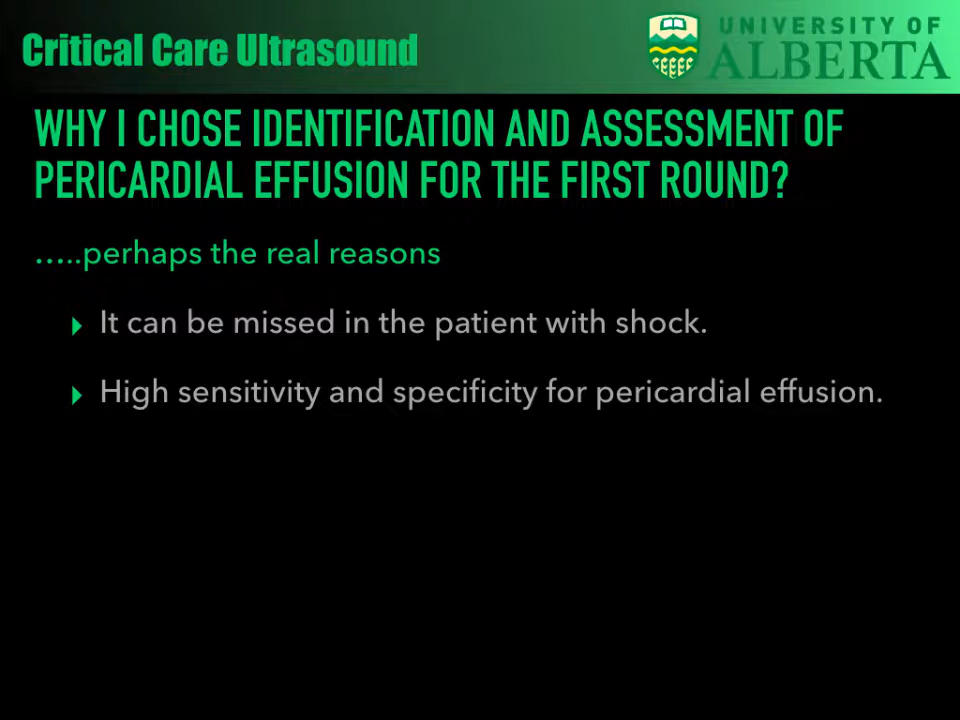 Critical Care Ultrasound
UNIVERSITY OF
ALBERTA
WHY I CHOSE IDENTIFICATION AND ASSESSMENT OF
PERICARDIAL EFFUSION FOR THE FIRST ROUND?
…..perhaps the real reasons
It can be missed in the patient with shock.
High sensitivity and specificity for pericardial effusion.